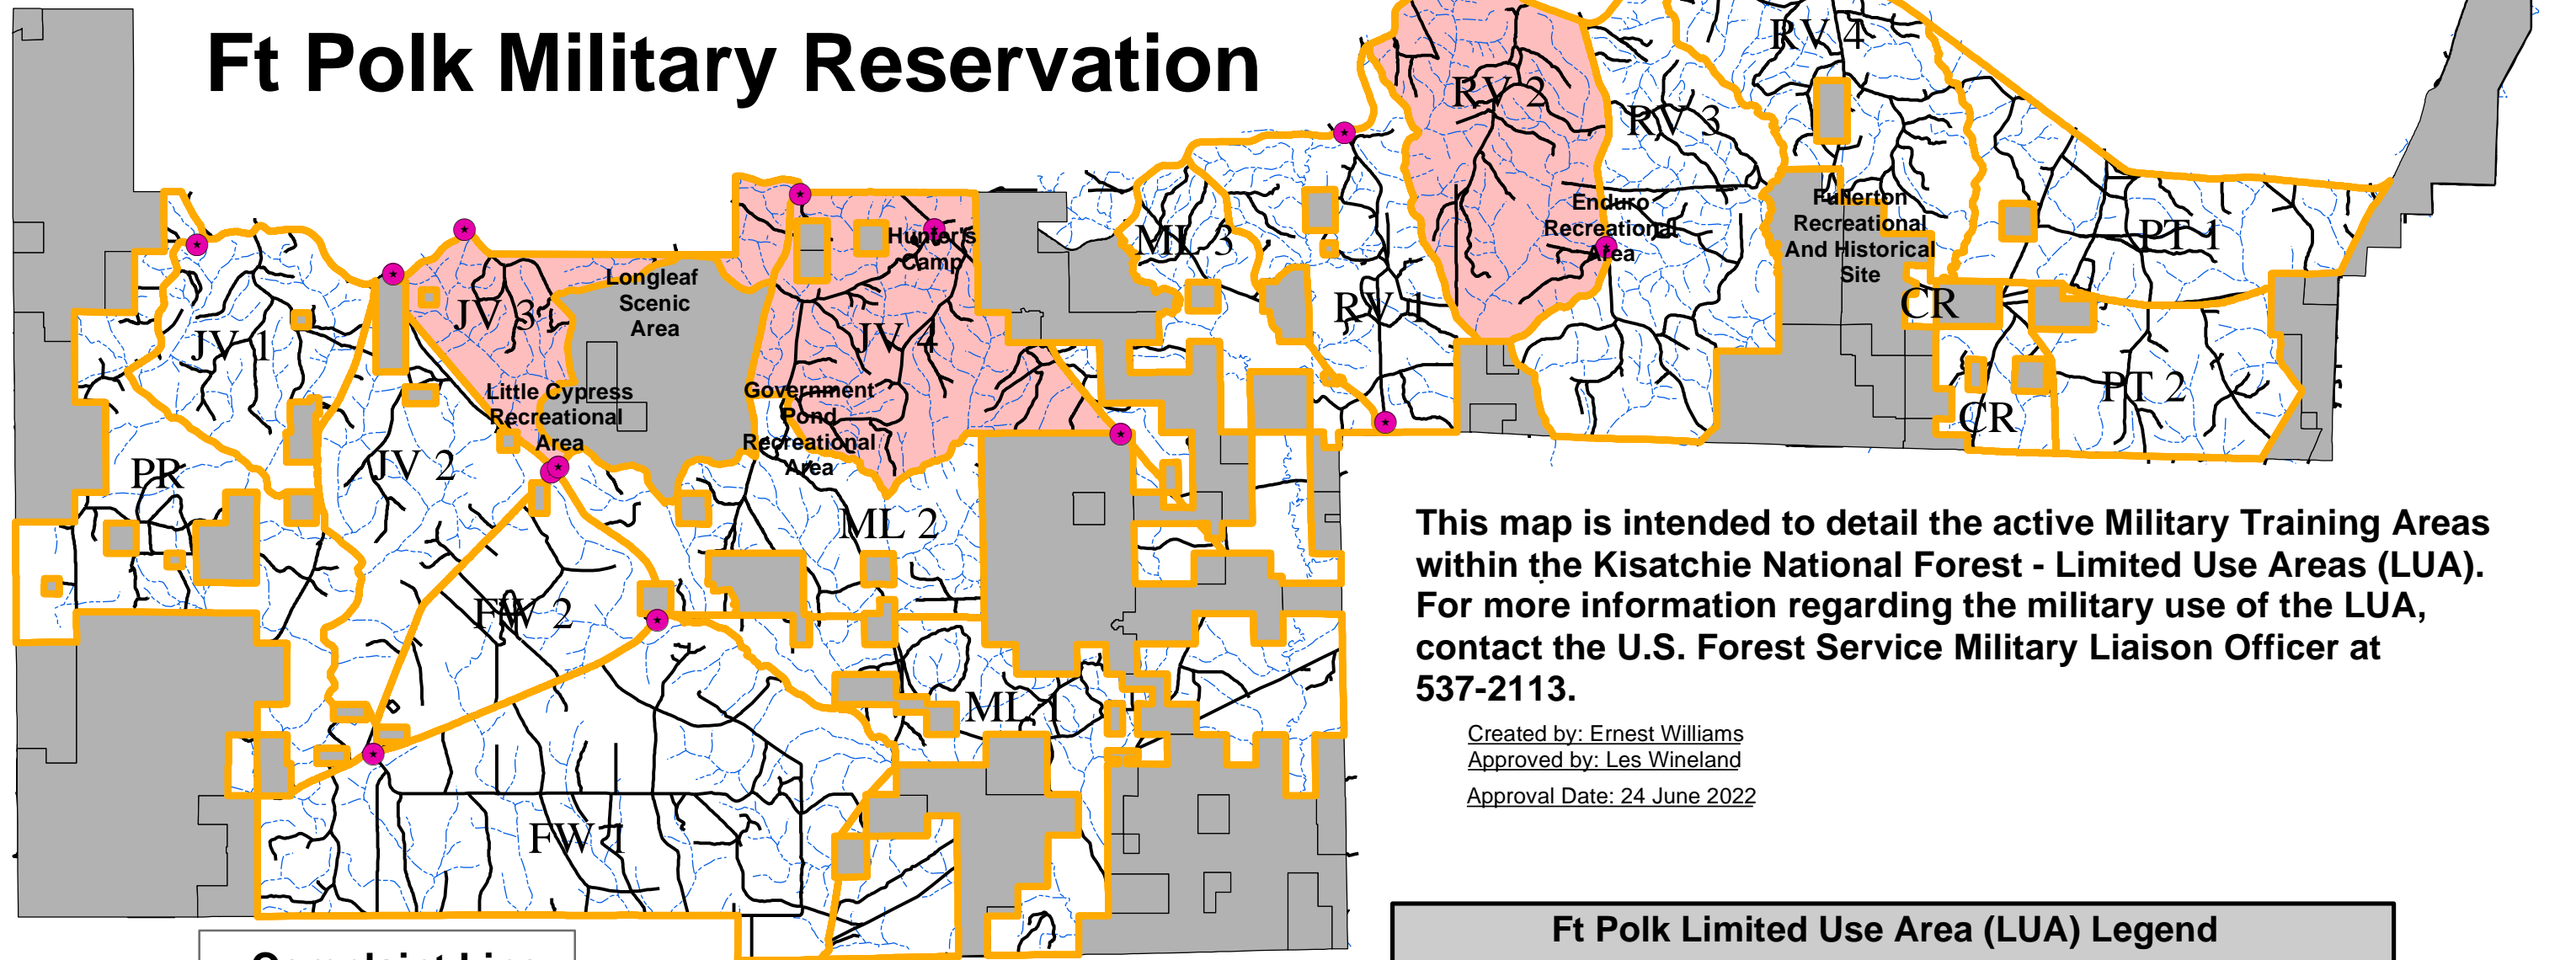 Ft Polk Military Reservation
RV 4
RV 2
RV 3
Enduro
Recreational
Area
Fullerton
Recreational
And Historical
Site
PT 1
ML 3
Hunter's
Camp
Longleaf
Scenic
Area
JV 3
JV 1
JV 4
RV 1
CR
Little Cypress
Recreational
Area
Government
Pond
Recreational
Area
PT 2
CR
PR
JV 2
ML 2
This map is intended to detail the active Military Training Areas
within the Kisatchie National Forest - Limited Use Areas (LUA).
For more information regarding the military use of the LUA,
contact the U.S. Forest Service Military Liaison Officer at
537-2113.
FW 2
ML 1
Created by: Ernest Williams
Approved by: Les Wineland
Approval Date: 24 June 2022
FW 1
Ft Polk Limited Use Area (LUA) Legend
Complaint Line